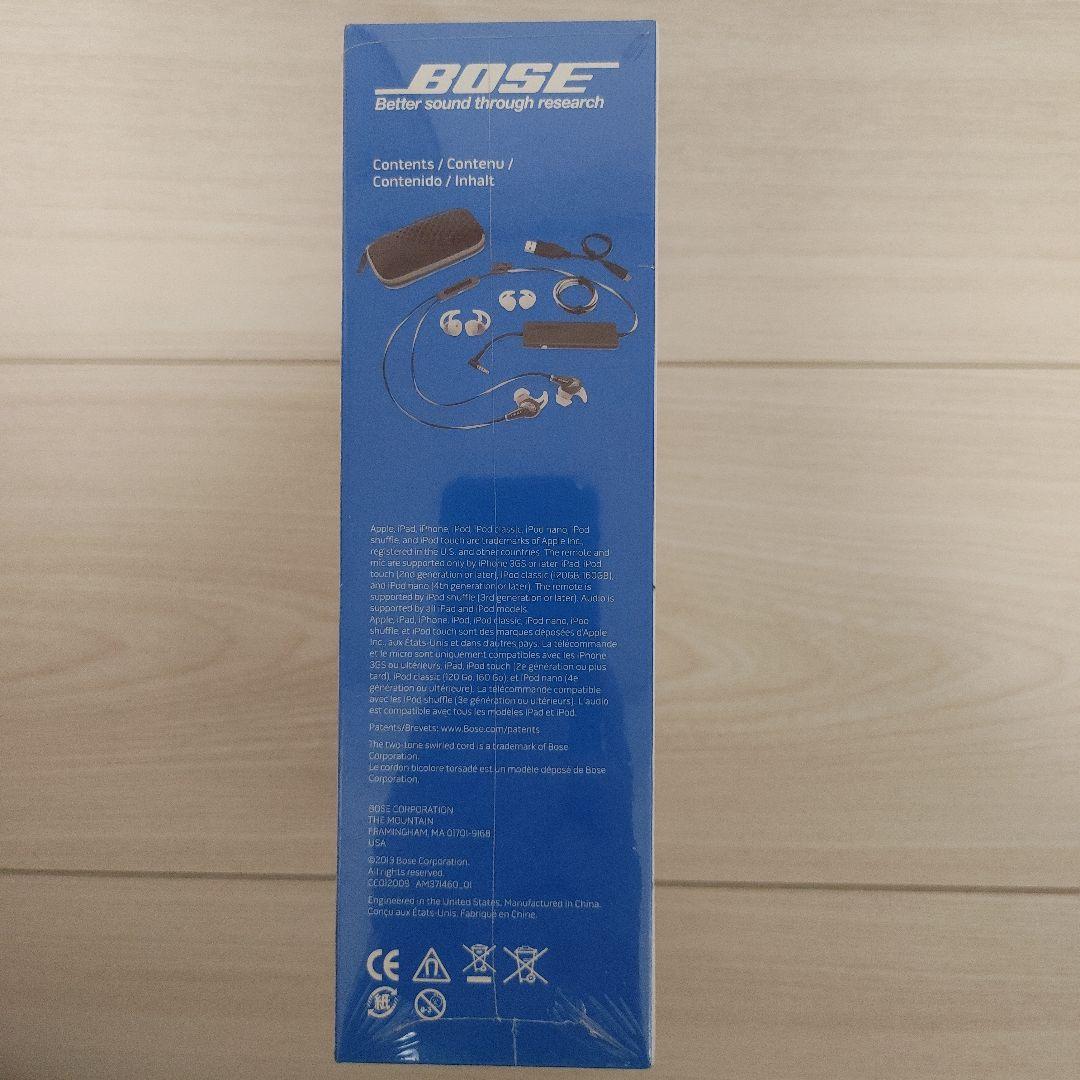 BOSE
Better sound through research
Contents / Contenu /
Contenido / Inhalt
Apple, iPad, iPhone, iPod, iPod classic, iPod nano, iPod
shuffle, and iPod touch are trademarks of Apple Inc.,
registered in the U.S. and other countries. The remote and
mic are supported only by iPhone 3GS or later, iPad, iPod
touch (2nd generation or later), iPod classic (120GB, 160GB),
and iPod nano (4th generation or later). The remote is
supported by iPod shuffle (3rd generation or later). Audio is
supported by all iPad and iPod models.
Apple, iPad, iPhone, iPod, iPod classic, iPod nano, iPod
shuffle, et iPod touch sont des marques déposées d'Apple
Inc., aux États-Unis et dans d'autres pays. La télécommande
et le micro sont uniquement compatibles avec les iPhone
3GS ou ultérieurs, iPad, iPod touch (2e génération ou plus
tard), iPod classic (120 Go, 160 Go), et iPod nano (4e
génération ou ultérieure). La télécommande compatible
avec les iPod shuffle (3e génération ou ultérieurs). L'audio
est compatible avec tous les modèles iPad et iPod.
Patents/Brevets: www.Bose.com/patents
The two-tone swirled cord is a trademark of Bose
Corporation.
Le cordon bicolore torsadé est un modèle déposé de Bose
Corporation.
BOSE CORPORATION
THE MOUNTAIN
FRAMINGHAM, MA 01701-9168
USA
©2013 Bose Corporation.
All rights reserved.
CC012009 AM371460_01
Engineered in the United States. Manufactured in China.
Conçu aux États-Unis. Fabriqué en Chine.
CE
紙
0-3